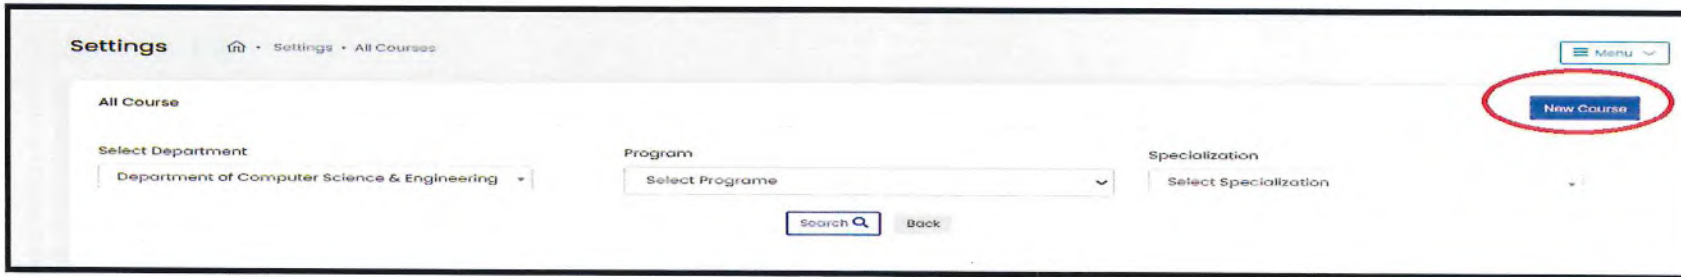 Settings Settings • All Courses
Menu
All Course
New Course
Select Department
Program
Specialization
Department of Computer Science & Engineering
Select Programe
Select Specialization
Search Back